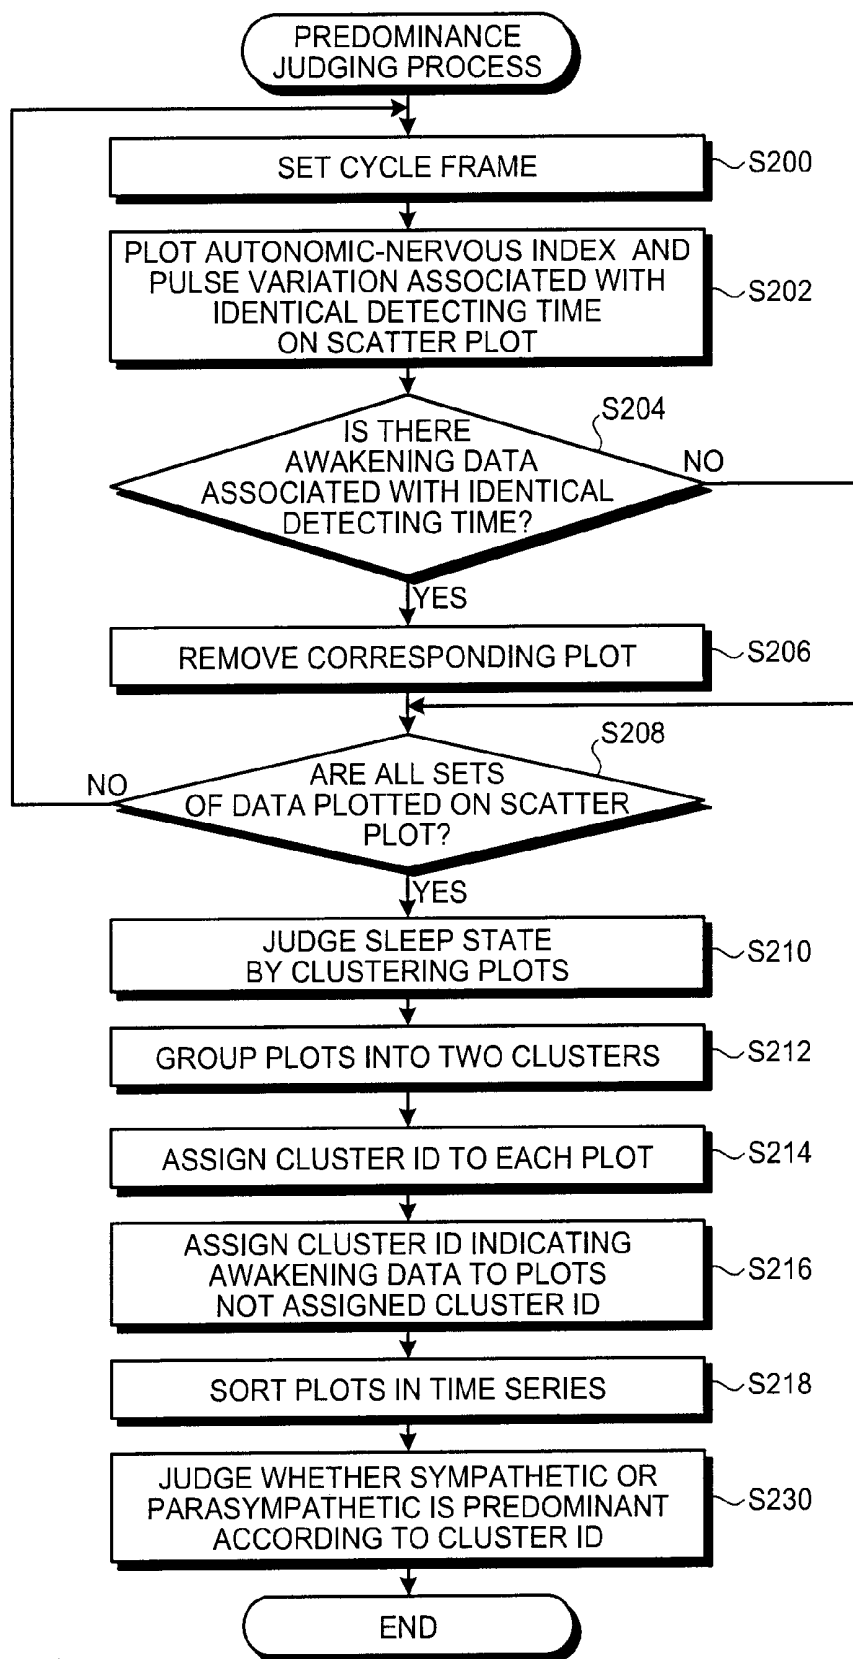 PREDOMINANCE
JUDGING PROCESS
SET CYCLE FRAME
S200
PLOT AUTONOMIC-NERVOUS INDEX AND
PULSE VARIATION ASSOCIATED WITH
IDENTICAL DETECTING TIME
ON SCATTER PLOT
S202
S204
IS THERE
AWAKENING DATA
ASSOCIATED WITH IDENTICAL
DETECTING TIME?
NO
YES
REMOVE CORRESPONDING PLOT
S206
S208
NO
ARE ALL SETS
OF DATA PLOTTED ON SCATTER
PLOT?
YES
JUDGE SLEEP STATE
BY CLUSTERING PLOTS
S210
GROUP PLOTS INTO TWO CLUSTERS
S212
ASSIGN CLUSTER ID TO EACH PLOT
S214
ASSIGN CLUSTER ID INDICATING
AWAKENING DATA TO PLOTS
NOT ASSIGNED CLUSTER ID
S216
SORT PLOTS IN TIME SERIES
S218
JUDGE WHETHER SYMPATHETIC OR
PARASYMPATHETIC IS PREDOMINANT
ACCORDING TO CLUSTER ID
S230
END